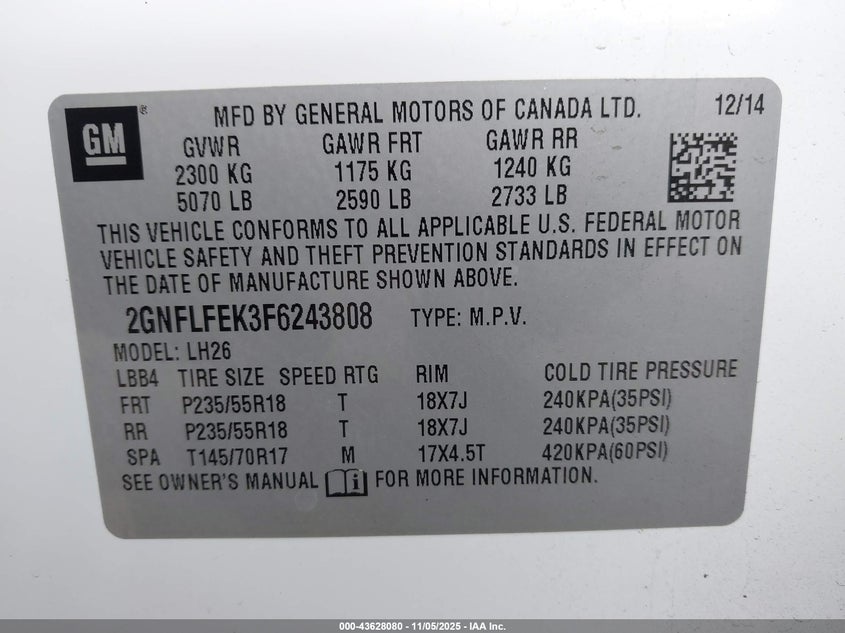 GM ®
MFD BY GENERAL MOTORS OF CANADA LTD. 12/14
GVWR GAWR FRT GAWR RR
2300 KG 1175 KG 1240 KG
5070 LB 2590 LB 2733 LB
THIS VEHICLE CONFORMS TO ALL APPLICABLE U.S. FEDERAL MOTOR
VEHICLE SAFETY AND THEFT PREVENTION STANDARDS IN EFFECT ON
THE DATE OF MANUFACTURE SHOWN ABOVE.
2GNFLFEK3F6243808 TYPE: M.P.V.
MODEL: LH26
LBB4 TIRE SIZE SPEED RTG RIM COLD TIRE PRESSURE
FRT P235/55R18 T 18X7J 240KPA(35PSI)
RR P235/55R18 T 18X7J 240KPA(35PSI)
SPA T145/70R17 M 17X4.5T 420KPA(60PSI)
SEE OWNER'S MANUAL FOR MORE INFORMATION.
000-43628080 - 11/05/2025 - IAA Inc.